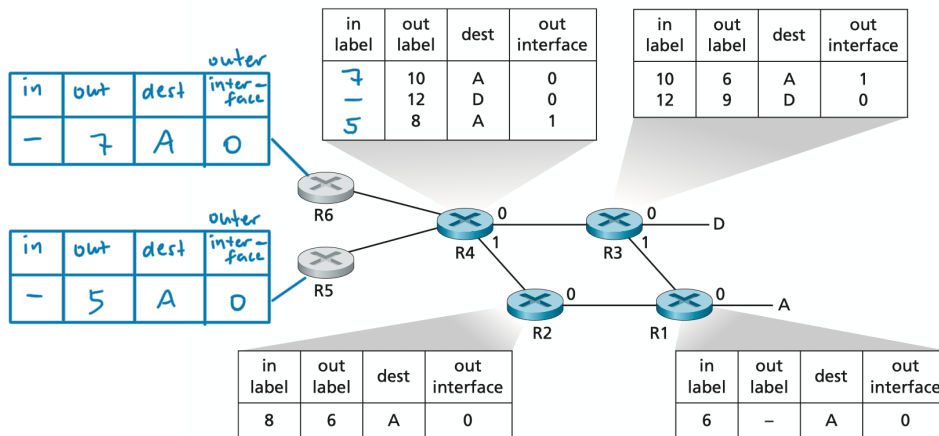 in out out
label label dest interface
7 10 A 0
– 12 D 0
5 8 A 1
in out out
label label dest interface
10 6 A 1
12 9 D 0
outer
in out dest inter-
face
– 7 A 0
R6
outer
in out dest inter-
face
– 5 A 0
R5
0
1
R4
0
1
R3
D
0
R2
0
R1
A
in out out
label label dest interface
8 6 A 0
in out out
label label dest interface
6 – A 0